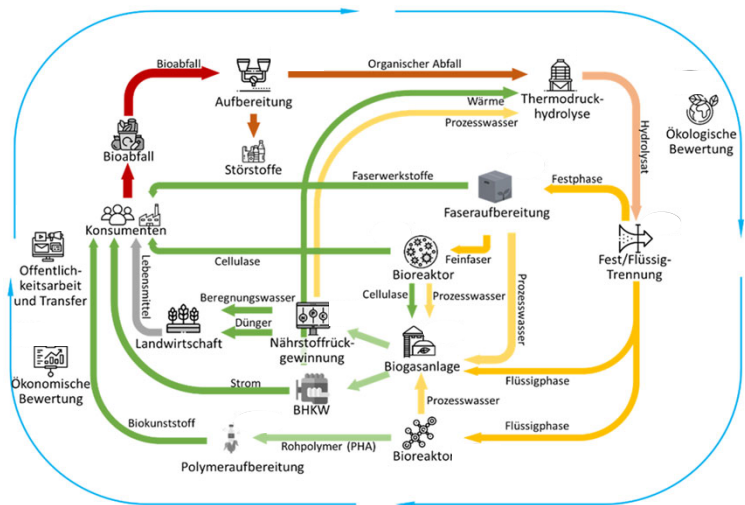 Bioabfall
Organischer Abfall
Aufbereitung
Wärme
Thermodruck-
hydrolyse
Prozesswasser
Ökologische
Bewertung
Bioabfall
Störstoffe
Hydrolysat
Faserwerkstoffe
Festphase
Faseraufbereitung
Konsumenten
Fest/Flüssig-
Trennung
Öffentlich-
keitsarbeit
und Transfer
Lebensmittel
Cellulase
Bioreaktor
Feinfaser
Prozesswasser
Beregnungswasser
Cellulase
Prozesswasser
Dünger
Landwirtschaft
Nährstoffrück-
gewinnung
Biogasanlage
Flüssigphase
Ökonomische
Bewertung
Strom
BHKW
Prozesswasser
Biokunststoff
Flüssigphase
Rohpolymer (PHA)
Bioreaktor
Polymeraufbereitung